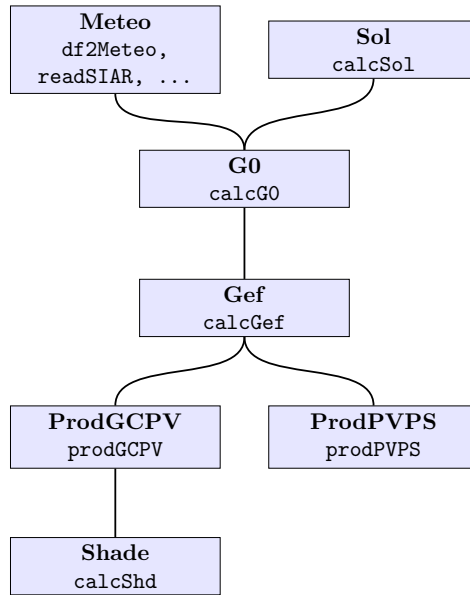 Meteo
df2Meteo,
readSIAR, ...
Sol
calcSol
G0
calcG0
Gef
calcGef
ProdGCPV
prodGCPV
ProdPVPS
prodPVPS
Shade
calcShd